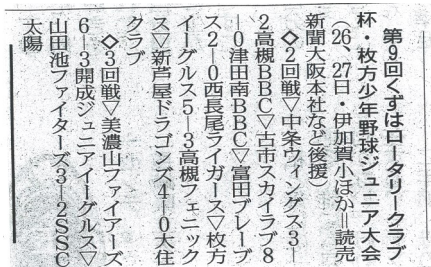 第9回くずはロータリークラブ
杯・枚方少年野球ジュニア大会
(26、27日・伊加賀小ほか＝読売
新聞大阪本社など後援)
◇2回戦▽中条ウィングス3―
2高槻BBC▽古市スカイラブ8
―0津田南BBC▽富田ブレーブ
ス2―0西長尾ライガース▽枚方
イーグルス5―3高槻フェニック
ス▽新芦屋ドラゴンズ4―0大住
クラブ
◇3回戦▽美濃山ファイアーズ
6―3開成ジュニアイーグルス▽
山田池ファイターズ3―2SSC
太陽